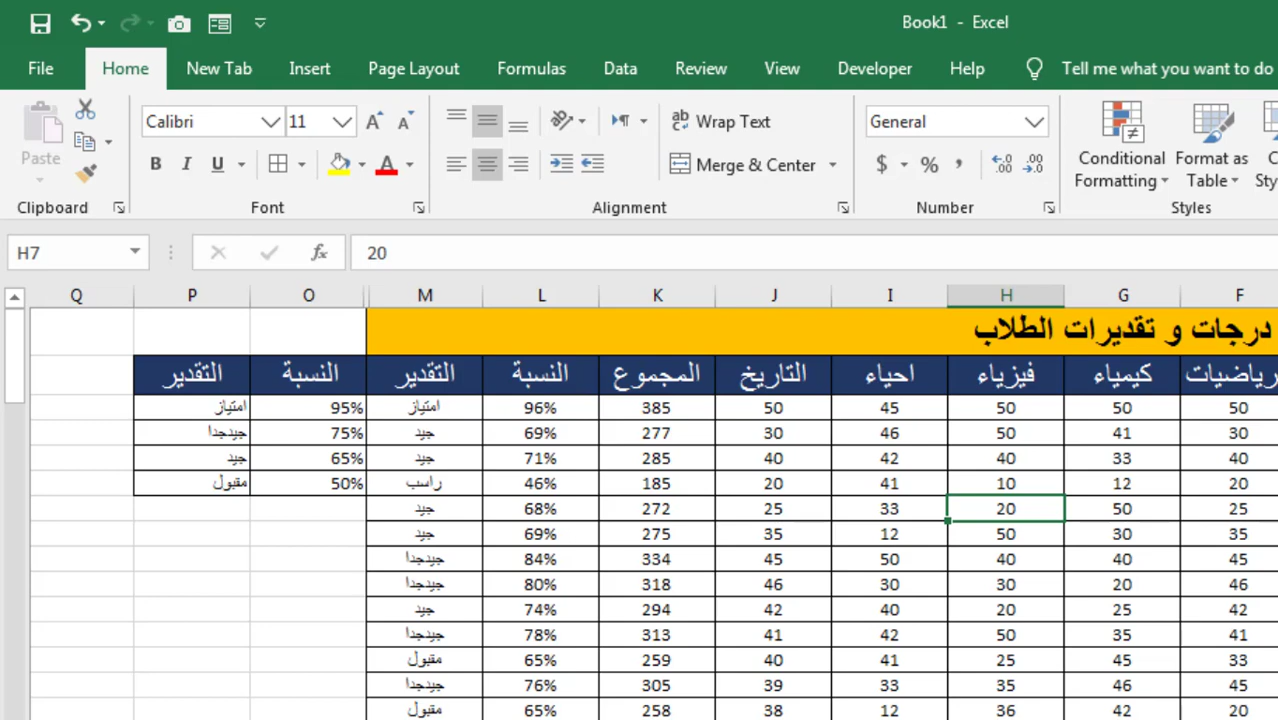 Book1 - Excel
File Home New Tab Insert Page Layout Formulas Data Review View Developer Help Tell me what you want to do
Calibri 11 Wrap Text General
Paste B I U Merge & Center $ % , Conditional Formatting Format as Table
Clipboard Font Alignment Number Styles
H7 fx 20
Q P O M L K J I H G F
درجات و تقديرات الطلاب
رياضيات كيمياء فيزياء احياء التاريخ المجموع النسبة التقدير النسبة التقدير
50 50 50 45 50 385 96% امتياز 95% امتياز
30 41 50 46 30 277 69% جيد 75% جيدجدا
40 33 40 42 40 285 71% جيد 65% جيد
20 12 10 41 20 185 46% راسب 50% مقبول
25 50 20 33 25 272 68% جيد
35 30 50 12 35 275 69% جيد
45 40 40 50 45 334 84% جيدجدا
46 20 30 30 46 318 80% جيدجدا
42 25 20 40 42 294 74% جيد
41 35 50 42 41 313 78% جيدجدا
33 45 25 41 40 259 65% مقبول
45 46 35 33 39 305 76% جيدجدا
20 42 36 12 38 258 65% مقبول